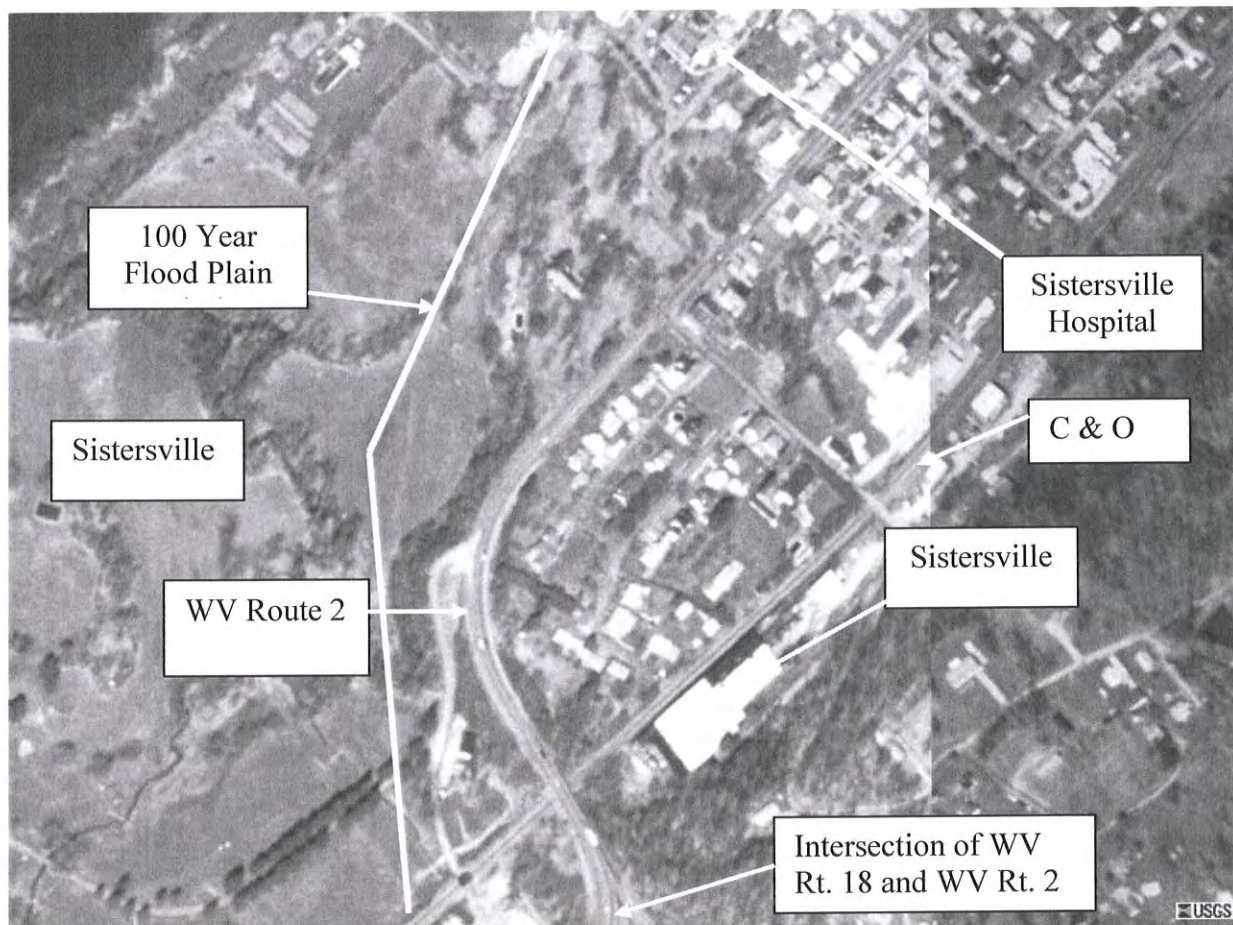 100 Year
Flood Plain
Sistersville
Hospital
Sistersville
C & O
Sistersville
WV Route 2
Intersection of WV
Rt. 18 and WV Rt. 2
USGS